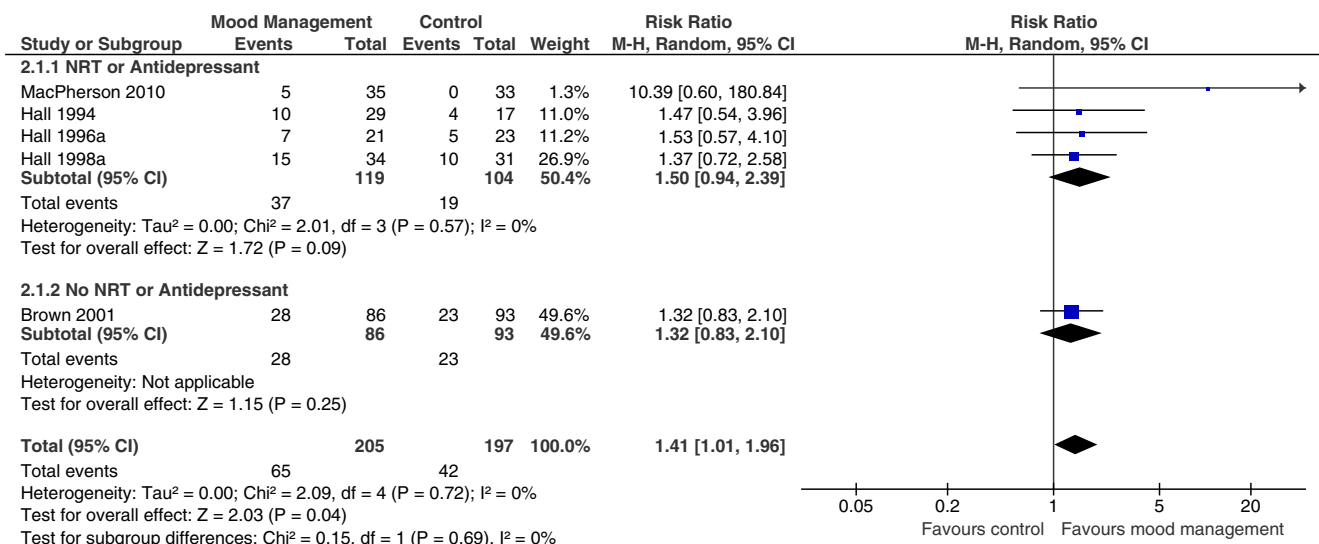 Mood Management Control Risk Ratio Risk Ratio
Study or Subgroup Events Total Events Total Weight M-H, Random, 95% CI M-H, Random, 95% CI
2.1.1 NRT or Antidepressant
MacPherson 2010 5 35 0 33 1.3% 10.39 [0.60, 180.84]
Hall 1994 10 29 4 17 11.0% 1.47 [0.54, 3.96]
Hall 1996a 7 21 5 23 11.2% 1.53 [0.57, 4.10]
Hall 1998a 15 34 10 31 26.9% 1.37 [0.72, 2.58]
Subtotal (95% CI) 119 104 50.4% 1.50 [0.94, 2.39]
Total events 37 19
Heterogeneity: Tau² = 0.00; Chi² = 2.01, df = 3 (P = 0.57); I² = 0%
Test for overall effect: Z = 1.72 (P = 0.09)
2.1.2 No NRT or Antidepressant
Brown 2001 28 86 23 93 49.6% 1.32 [0.83, 2.10]
Subtotal (95% CI) 86 93 49.6% 1.32 [0.83, 2.10]
Total events 28 23
Heterogeneity: Not applicable
Test for overall effect: Z = 1.15 (P = 0.25)
Total (95% CI) 205 197 100.0% 1.41 [1.01, 1.96]
Total events 65 42
Heterogeneity: Tau² = 0.00; Chi² = 2.09, df = 4 (P = 0.72); I² = 0%
Test for overall effect: Z = 2.03 (P = 0.04)
Test for subgroup differences: Chi² = 0.15, df = 1 (P = 0.69), I² = 0%
0.05 0.2 1 5 20
Favours control Favours mood management